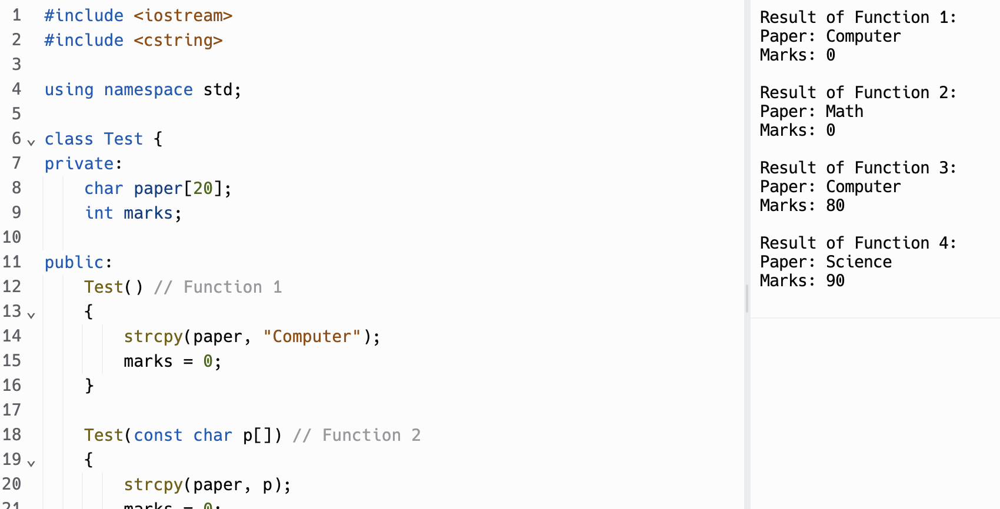 1 #include <iostream>
2 #include <cstring>
3
4 using namespace std;
5
6 class Test {
7 private:
8     char paper[20];
9     int marks;
10
11 public:
12     Test() // Function 1
13     {
14         strcpy(paper, "Computer");
15         marks = 0;
16     }
17
18     Test(const char p[]) // Function 2
19     {
20         strcpy(paper, p);
21         marks = 0;
Result of Function 1:
Paper: Computer
Marks: 0

Result of Function 2:
Paper: Math
Marks: 0

Result of Function 3:
Paper: Computer
Marks: 80

Result of Function 4:
Paper: Science
Marks: 90